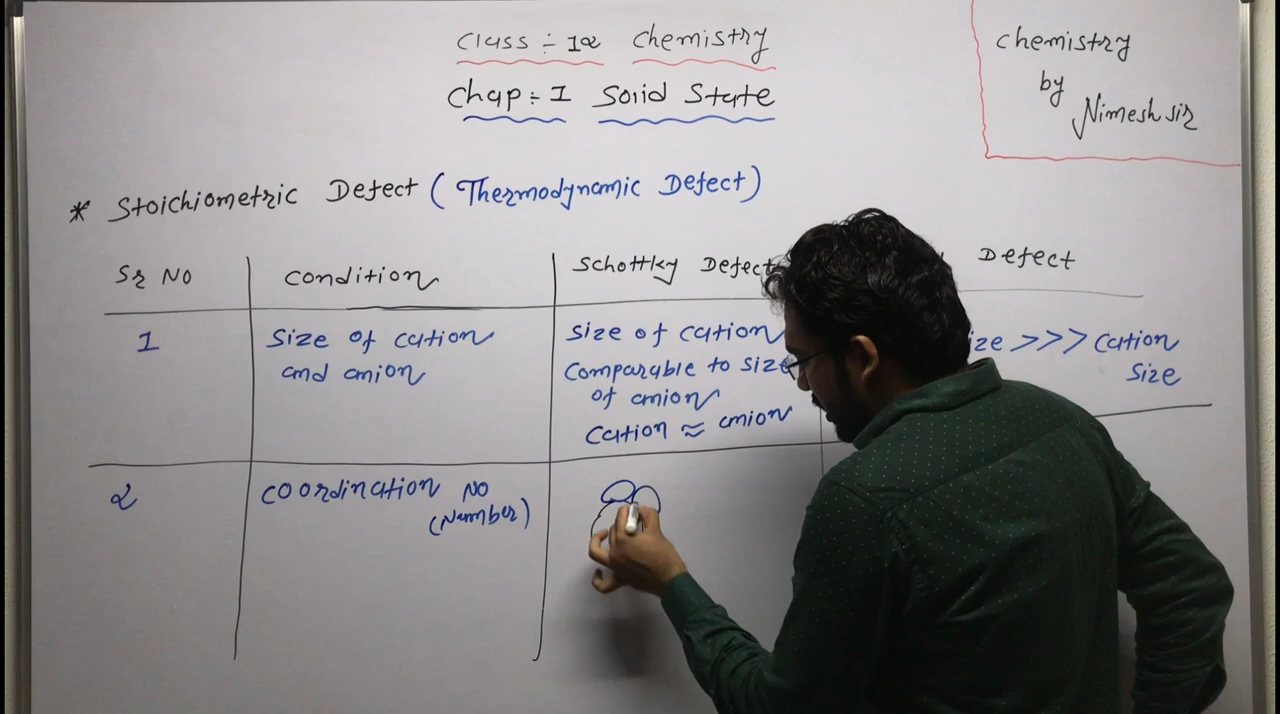 Class :- 12 Chemistry
Chap :- 1 Solid State
Chemistry
by
Nimesh sir
* Stoichiometric Defect (Thermodynamic Defect)
Sr No
Condition
Schottky Defect
Defect
1
Size of cation
and anion
Size of cation
Comparable to size
of anion
Cation ≈ anion
>>> Cation
Size
2
Coordination No
(Number)